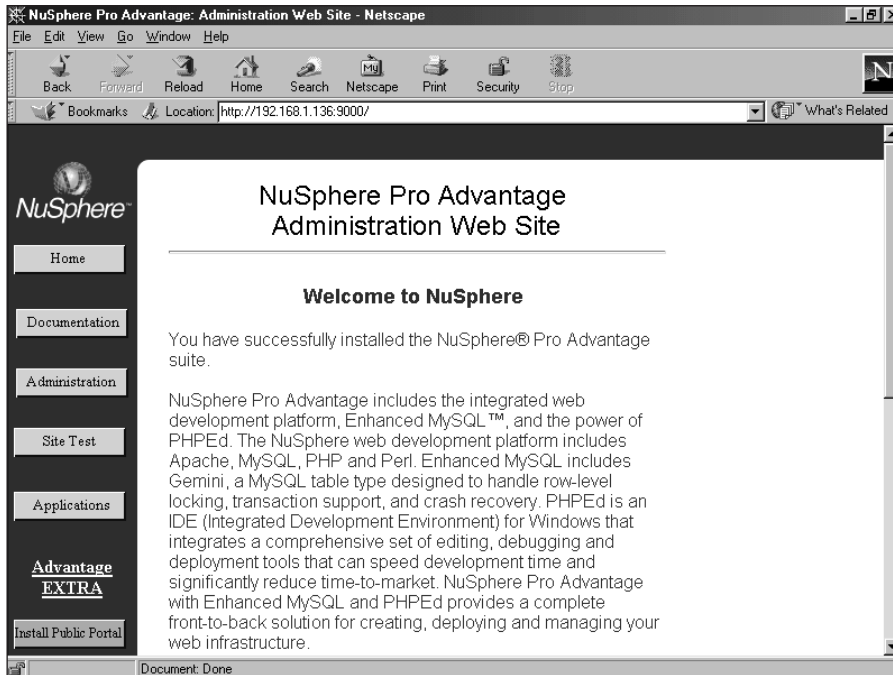 NuSphere Pro Advantage: Administration Web Site - Netscape
File Edit View Go Window Help
Back Forward Reload Home Search Netscape Print Security Stop
My
N
Bookmarks Location: http://192.168.1.136:9000/ What's Related
NuSphere™
Home
Documentation
Administration
Site Test
Applications
Advantage
EXTRA
Install Public Portal
NuSphere Pro Advantage
Administration Web Site
Welcome to NuSphere
You have successfully installed the NuSphere® Pro Advantage
suite.
NuSphere Pro Advantage includes the integrated web
development platform, Enhanced MySQL™, and the power of
PHPEd. The NuSphere web development platform includes
Apache, MySQL, PHP and Perl. Enhanced MySQL includes
Gemini, a MySQL table type designed to handle row-level
locking, transaction support, and crash recovery. PHPEd is an
IDE (Integrated Development Environment) for Windows that
integrates a comprehensive set of editing, debugging and
deployment tools that can speed development time and
significantly reduce time-to-market. NuSphere Pro Advantage
with Enhanced MySQL and PHPEd provides a complete
front-to-back solution for creating, deploying and managing your
web infrastructure.
Document: Done